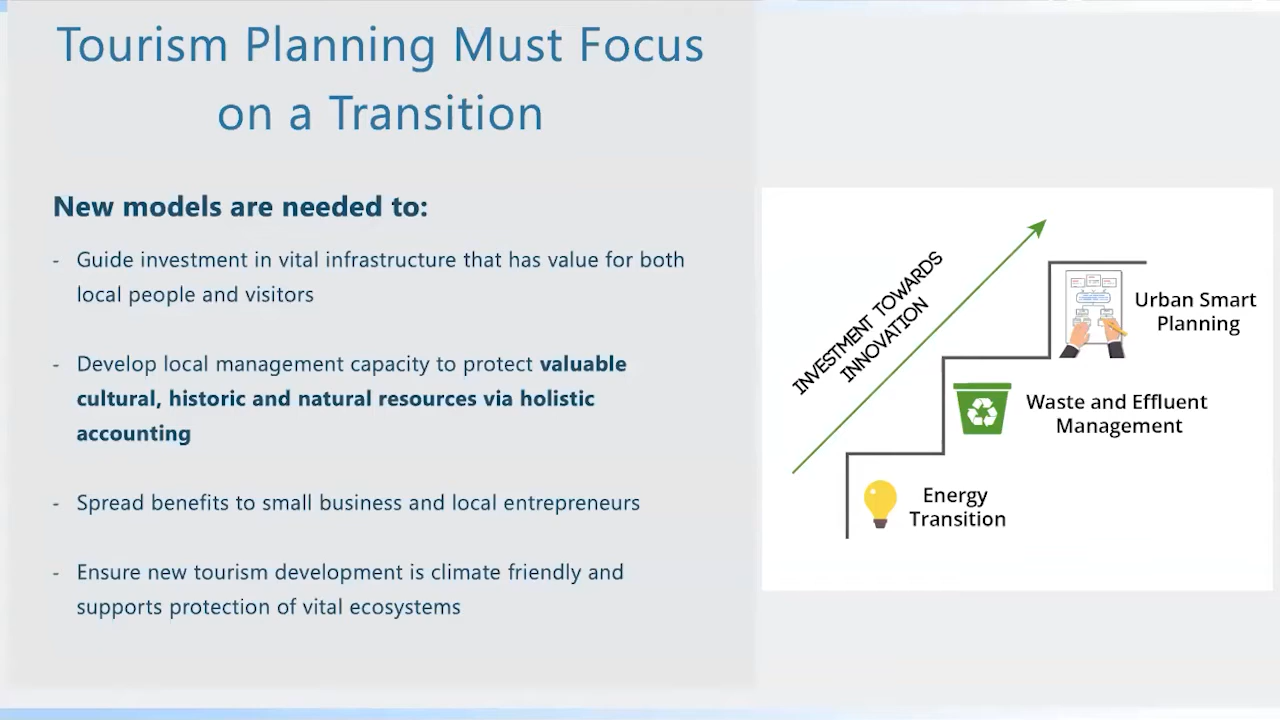 Tourism Planning Must Focus
on a Transition
New models are needed to:
- Guide investment in vital infrastructure that has value for both
local people and visitors
- Develop local management capacity to protect valuable
cultural, historic and natural resources via holistic
accounting
- Spread benefits to small business and local entrepreneurs
- Ensure new tourism development is climate friendly and
supports protection of vital ecosystems
INVESTMENT TOWARDS
INNOVATION
Urban Smart
Planning
Waste and Effluent
Management
Energy
Transition